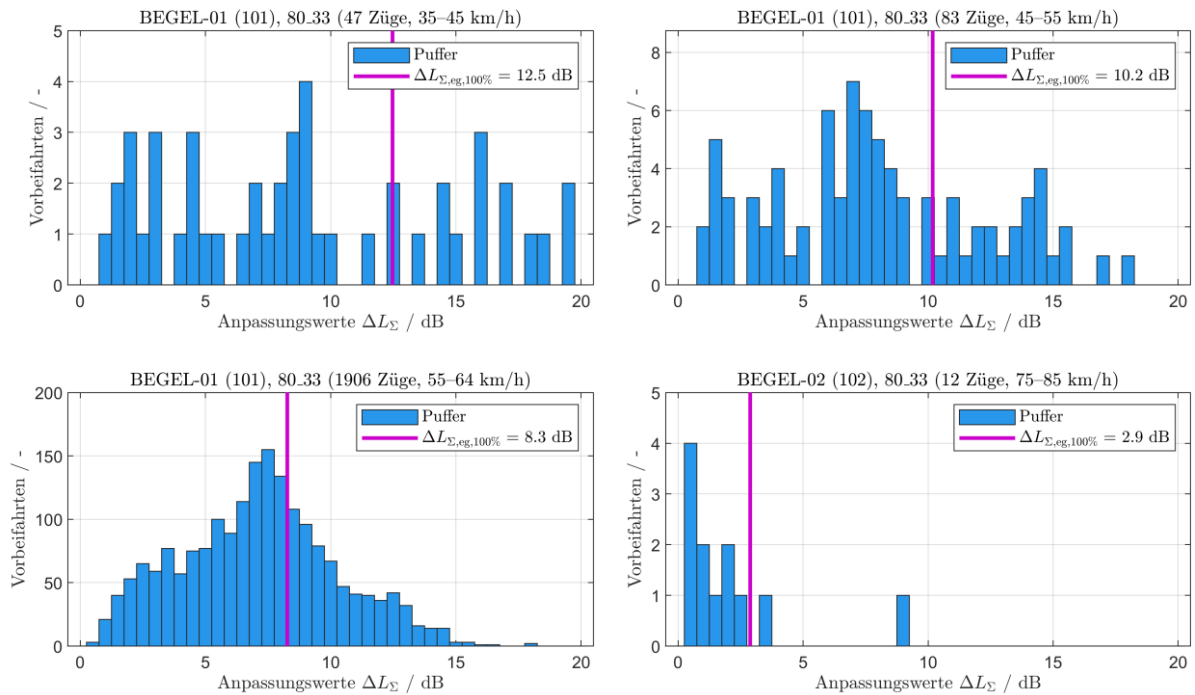 BEGEL-01 (101), 80_33 (47 Züge, 35–45 km/h)
5
4
3
2
1
0
Vorbeifahrten / -
Puffer
ΔL_Σ,eg,100% = 12.5 dB
0 5 10 15 20
Anpassungswerte ΔL_Σ / dB
BEGEL-01 (101), 80_33 (83 Züge, 45–55 km/h)
8
6
4
2
0
Vorbeifahrten / -
Puffer
ΔL_Σ,eg,100% = 10.2 dB
0 5 10 15 20
Anpassungswerte ΔL_Σ / dB
BEGEL-01 (101), 80_33 (1906 Züge, 55–64 km/h)
200
150
100
50
0
Vorbeifahrten / -
Puffer
ΔL_Σ,eg,100% = 8.3 dB
0 5 10 15 20
Anpassungswerte ΔL_Σ / dB
BEGEL-02 (102), 80_33 (12 Züge, 75–85 km/h)
5
4
3
2
1
0
Vorbeifahrten / -
Puffer
ΔL_Σ,eg,100% = 2.9 dB
0 5 10 15 20
Anpassungswerte ΔL_Σ / dB